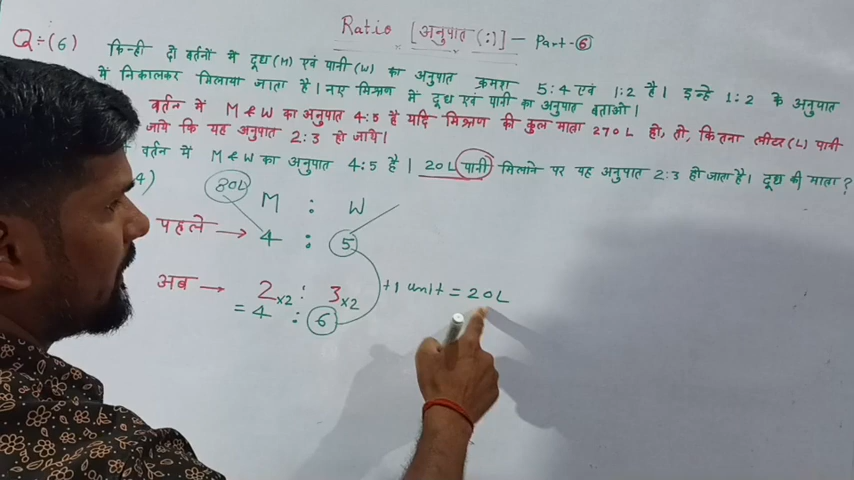 Ratio [अनुपात (:)] — Part-⑥
Q÷(6) किन्ही दो बर्तनों में दूध (M) एवं पानी (W) का अनुपात क्रमश 5:4 एवं 1:2 है। इन्हे 1:2 के अनुपात
में निकालकर मिलाया जाता है। नए मिश्रण में दूध एवं पानी का अनुपात बताओ।
बर्तन में M & W का अनुपात 4:5 है यदि मिश्रण की कुल मात्रा 270L हो, तो, कितना लीटर (L) पानी
जाये कि यह अनुपात 2:3 हो जाये।
बर्तन में M & W का अनुपात 4:5 है। 20L पानी मिलाने पर यह अनुपात 2:3 हो जाता है। दूध की मात्रा?
4) 80L
M : W
पहले → 4 : 5
अब → 2×2 : 3×2 +1 unit = 20L
= 4 : 6